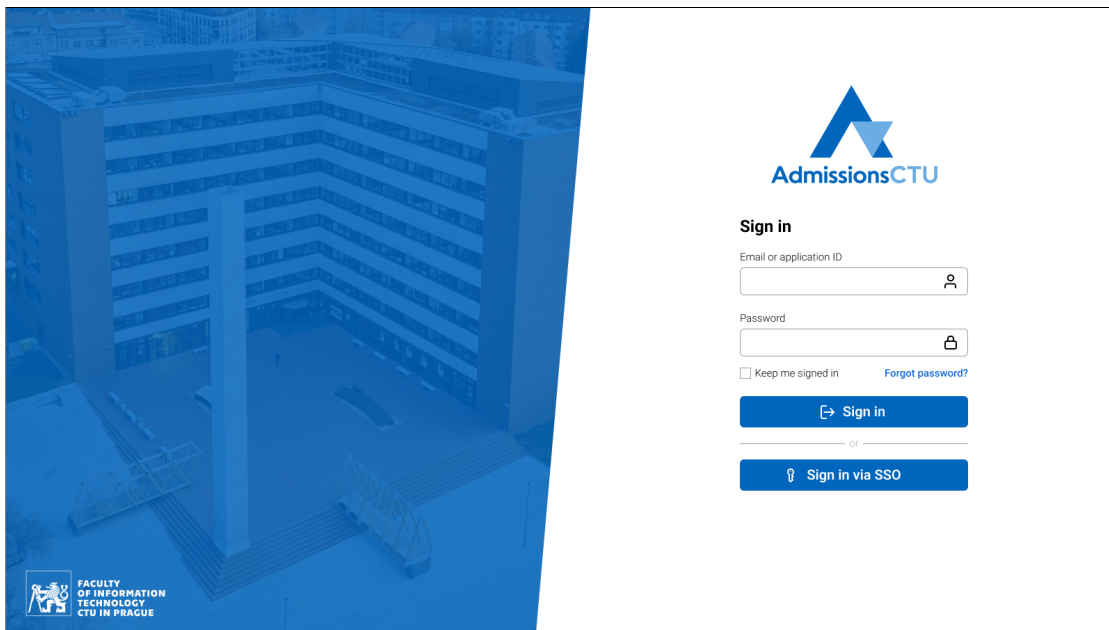 AdmissionsCTU
Sign in
Email or application ID
Password
Keep me signed in
Forgot password?
Sign in
or
Sign in via SSO
FACULTY
OF INFORMATION
TECHNOLOGY
CTU IN PRAGUE